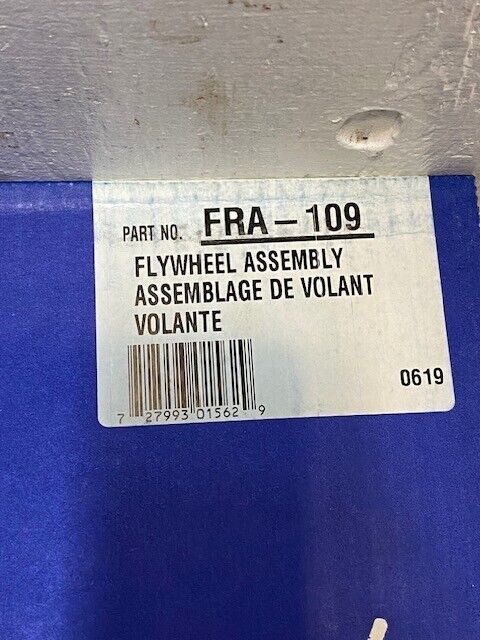 PART NO. FRA-109
FLYWHEEL ASSEMBLY
ASSEMBLAGE DE VOLANT
VOLANTE
0619
7 27993 01562 9